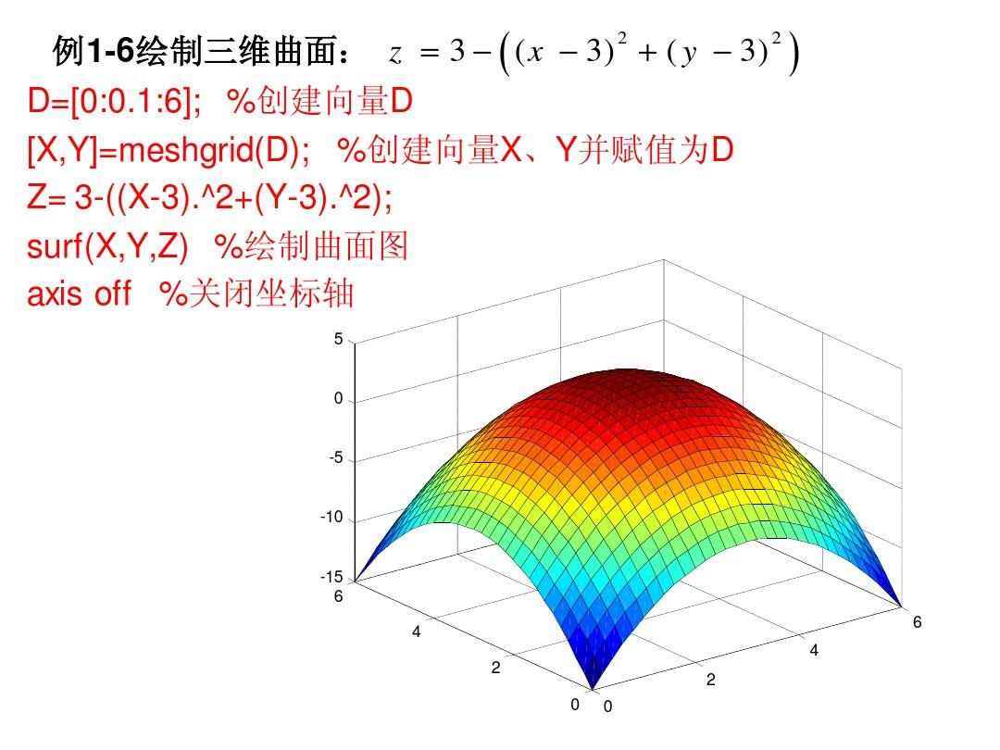 例1-6绘制三维曲面： z = 3 − ((x − 3)² + (y − 3)²)
D=[0:0.1:6]; %创建向量D
[X,Y]=meshgrid(D); %创建向量X、Y并赋值为D
Z= 3-((X-3).^2+(Y-3).^2);
surf(X,Y,Z) %绘制曲面图
axis off %关闭坐标轴
5
0
-5
-10
-15
6
4
2
0
0
2
4
6